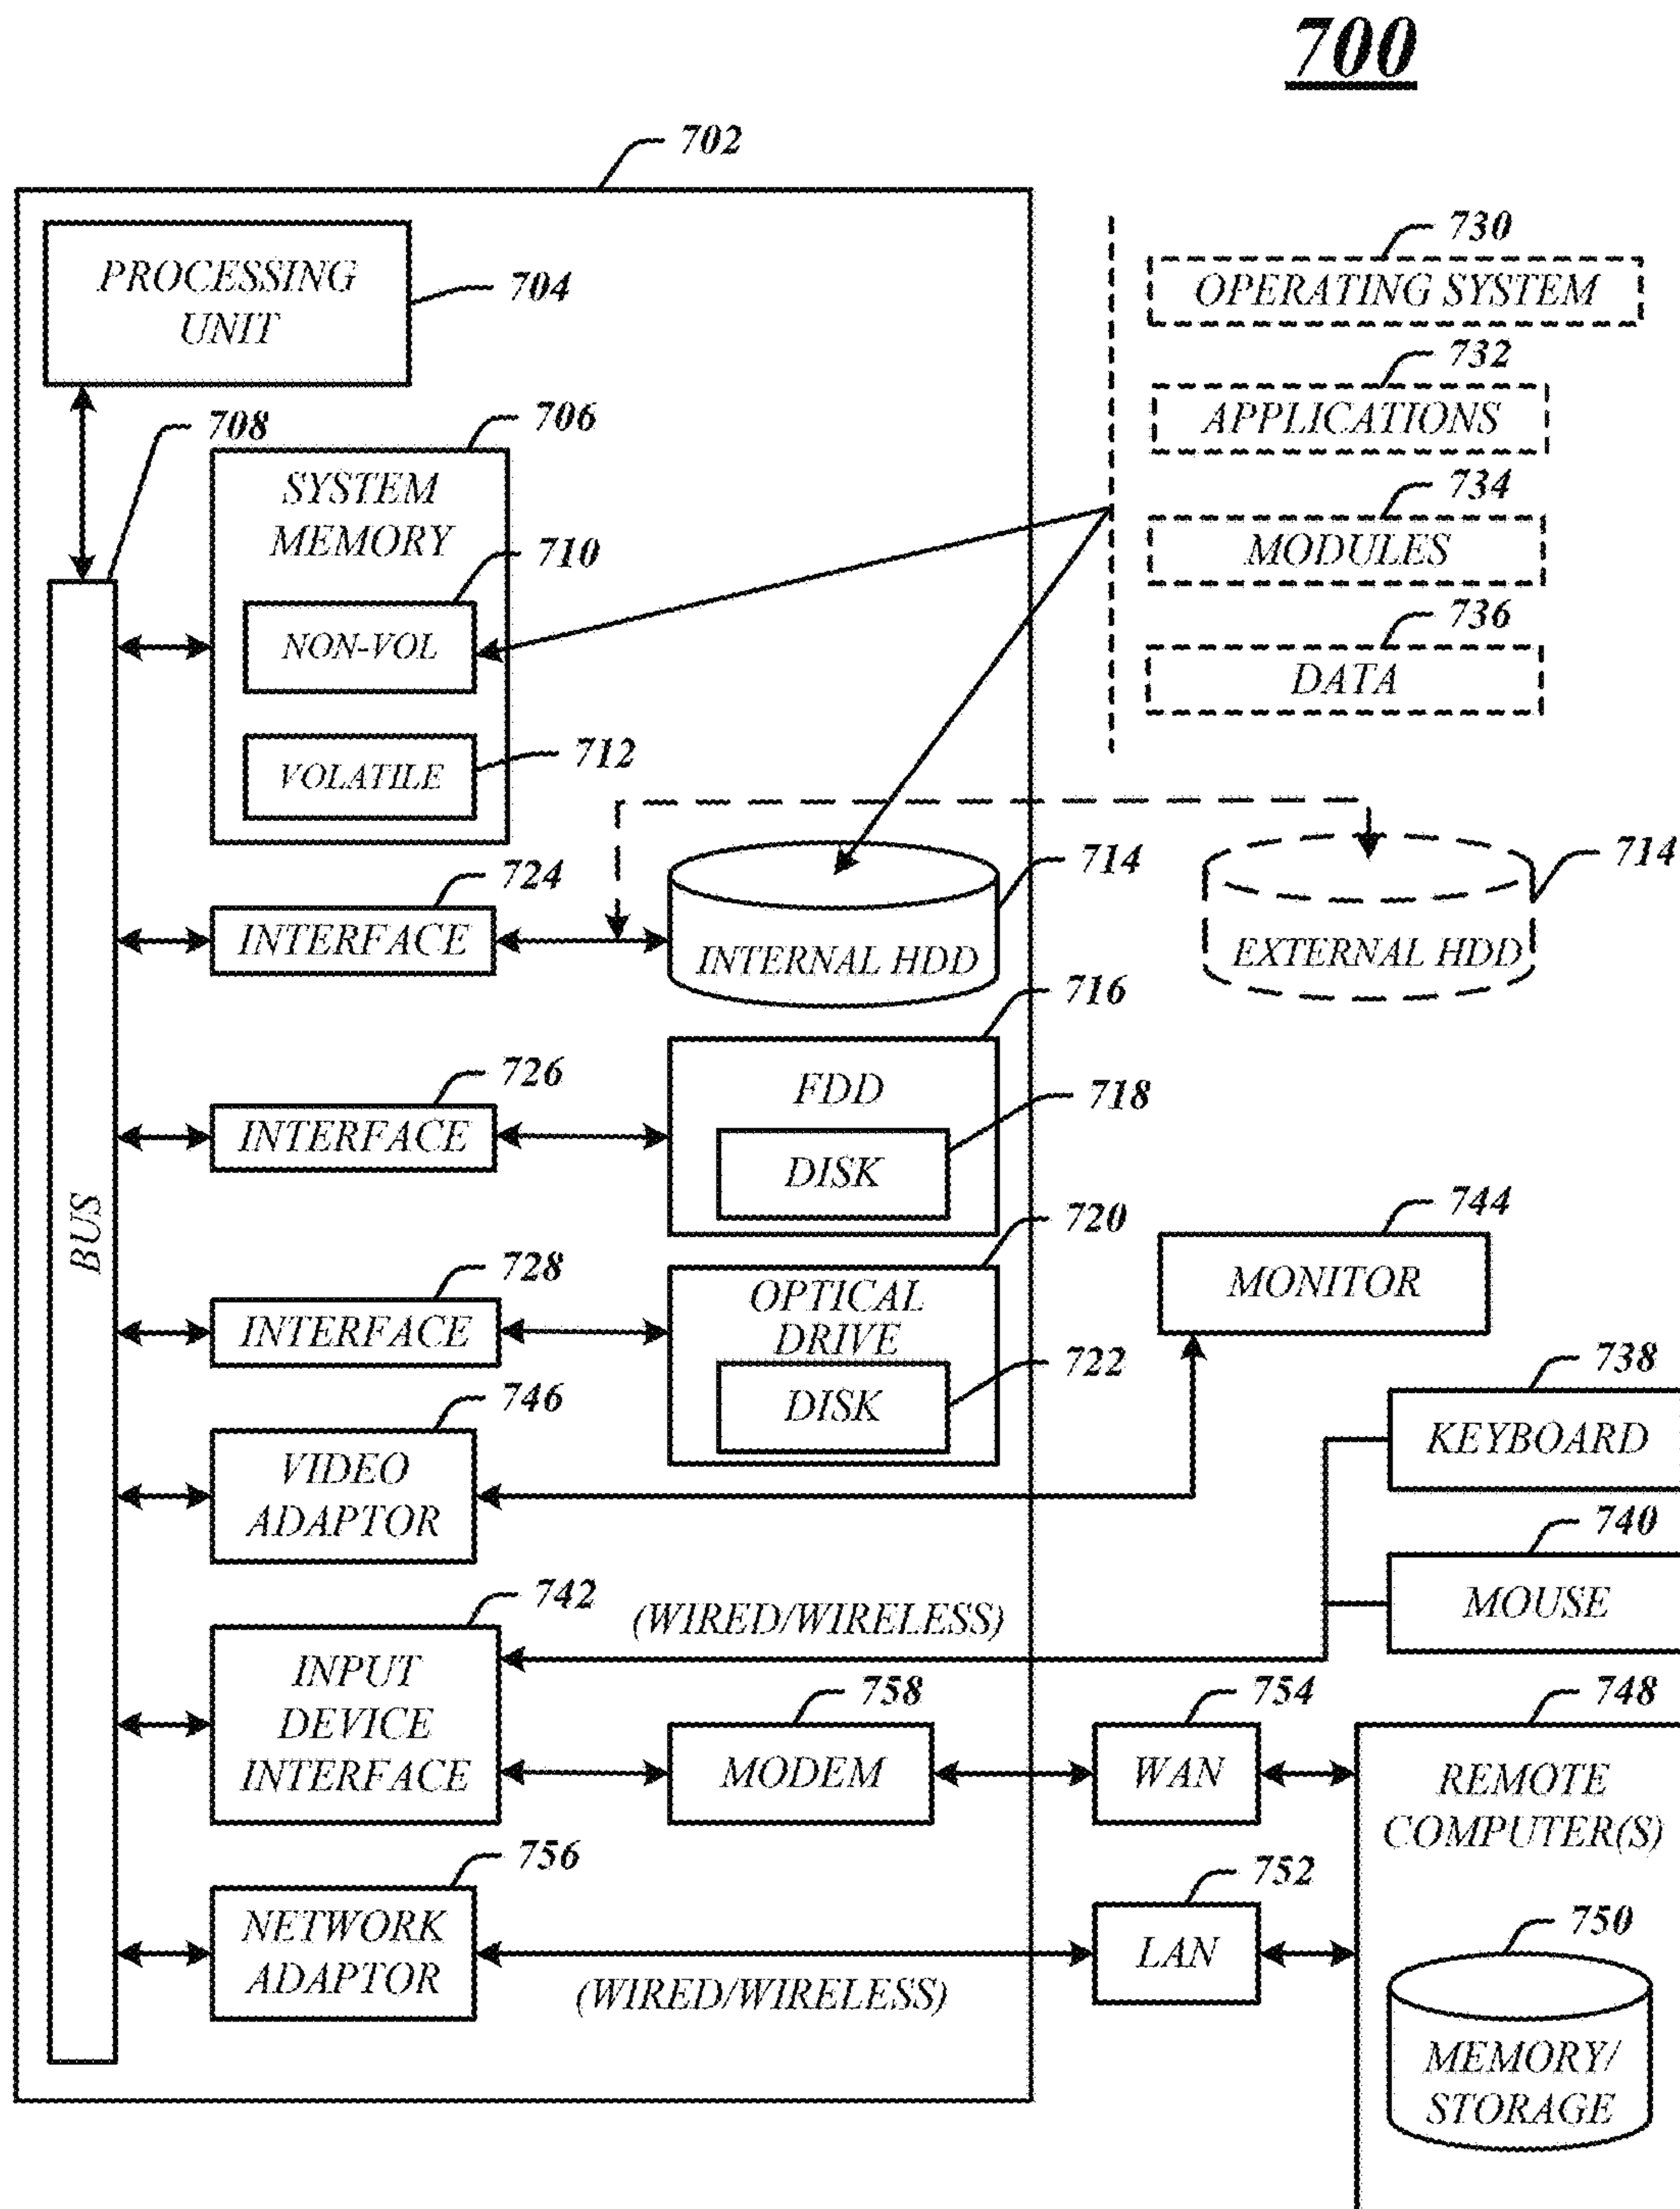 700
702
PROCESSING
UNIT
704
730
OPERATING SYSTEM
732
APPLICATIONS
734
MODULES
736
DATA
708
706
SYSTEM
MEMORY
710
NON-VOL
712
VOLATILE
BUS
724
INTERFACE
714
INTERNAL HDD
714
EXTERNAL HDD
726
INTERFACE
716
FDD
718
DISK
728
INTERFACE
720
OPTICAL
DRIVE
722
DISK
744
MONITOR
746
VIDEO
ADAPTOR
738
KEYBOARD
740
MOUSE
742
INPUT
DEVICE
INTERFACE
(WIRED/WIRELESS)
758
MODEM
754
WAN
748
REMOTE
COMPUTER(S)
756
NETWORK
ADAPTOR
(WIRED/WIRELESS)
752
LAN
750
MEMORY/
STORAGE